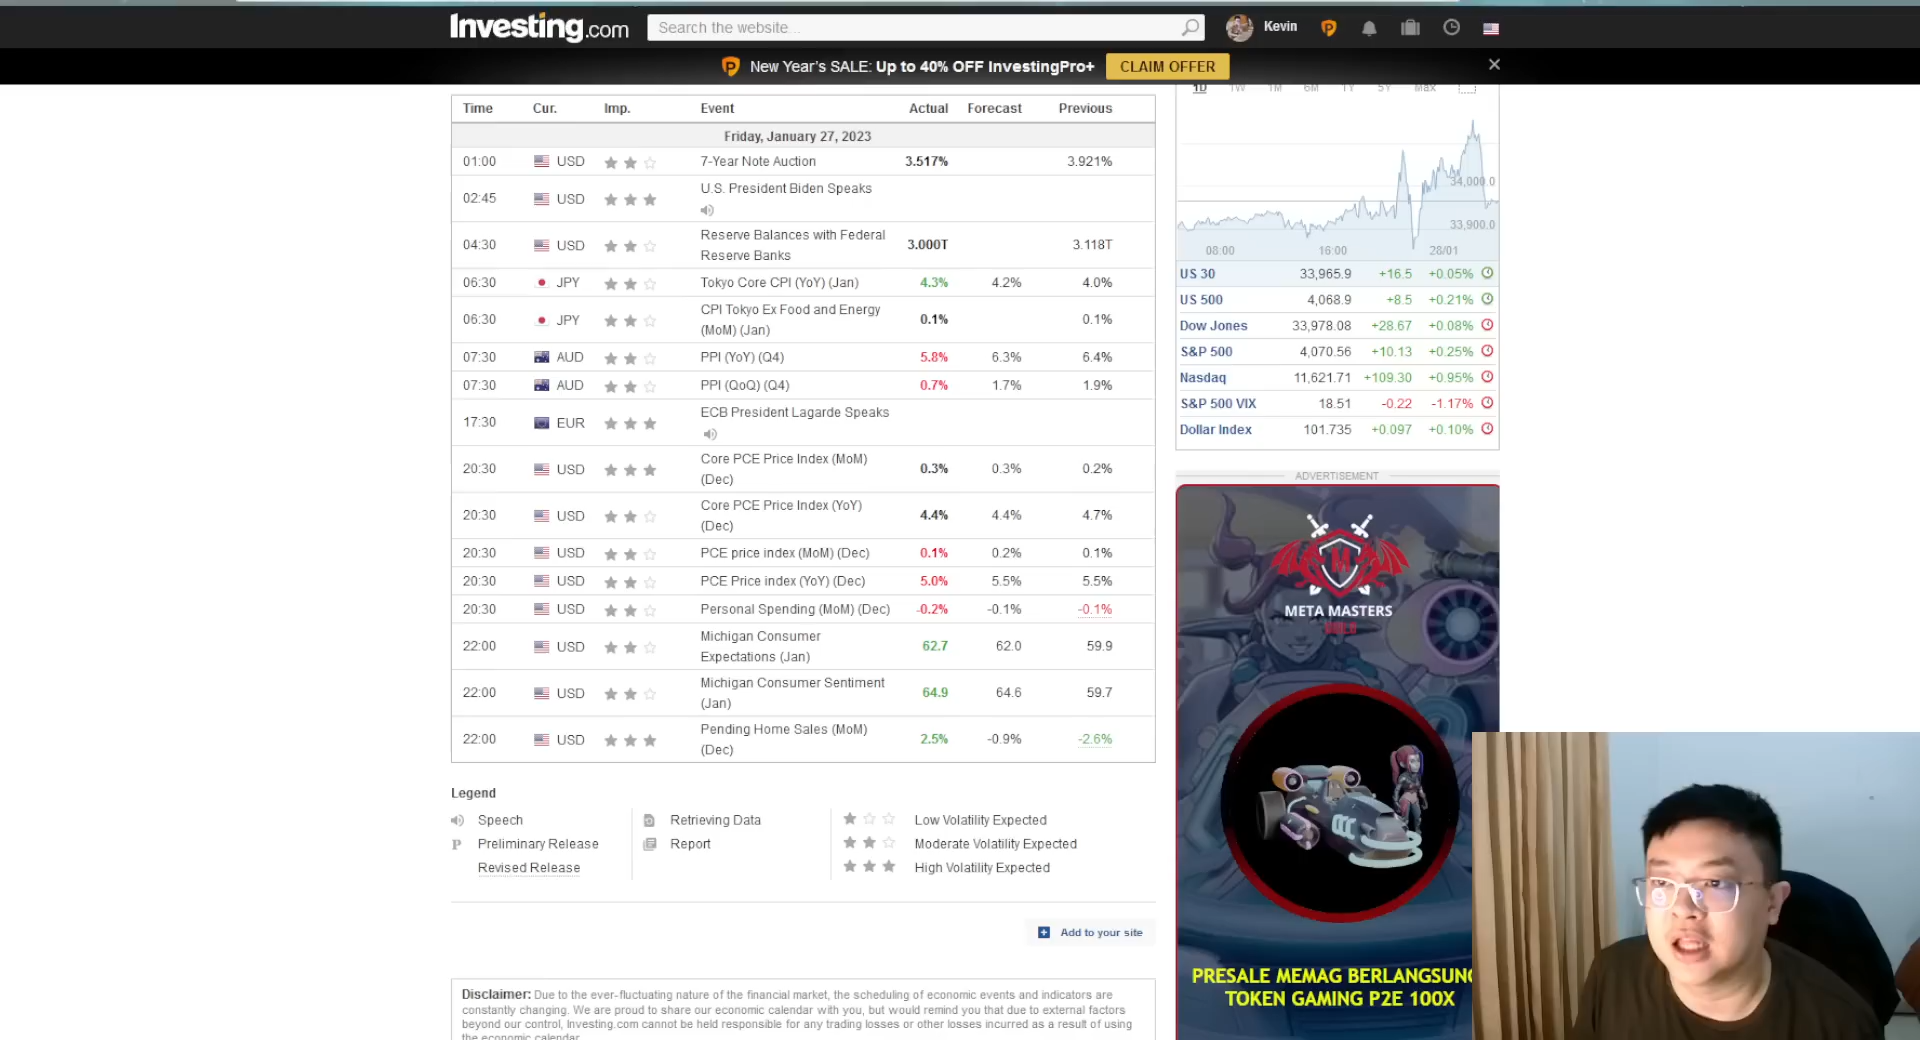 Investing.com
Search the website...
Kevin
New Year's SALE: Up to 40% OFF InvestingPro+
CLAIM OFFER
Time Cur. Imp. Event Actual Forecast Previous
Friday, January 27, 2023
01:00 USD 7-Year Note Auction 3.517% 3.921%
02:45 USD U.S. President Biden Speaks
04:30 USD Reserve Balances with Federal
Reserve Banks 3.000T 3.118T
06:30 JPY Tokyo Core CPI (YoY) (Jan) 4.3% 4.2% 4.0%
06:30 JPY CPI Tokyo Ex Food and Energy
(MoM) (Jan) 0.1% 0.1%
07:30 AUD PPI (YoY) (Q4) 5.8% 6.3% 6.4%
07:30 AUD PPI (QoQ) (Q4) 0.7% 1.7% 1.9%
17:30 EUR ECB President Lagarde Speaks
20:30 USD Core PCE Price Index (MoM)
(Dec) 0.3% 0.3% 0.2%
20:30 USD Core PCE Price Index (YoY)
(Dec) 4.4% 4.4% 4.7%
20:30 USD PCE price index (MoM) (Dec) 0.1% 0.2% 0.1%
20:30 USD PCE Price index (YoY) (Dec) 5.0% 5.5% 5.5%
20:30 USD Personal Spending (MoM) (Dec) -0.2% -0.1% -0.1%
22:00 USD Michigan Consumer
Expectations (Jan) 62.7 62.0 59.9
22:00 USD Michigan Consumer Sentiment
(Jan) 64.9 64.6 59.7
22:00 USD Pending Home Sales (MoM)
(Dec) 2.5% -0.9% -2.6%
Legend
Speech
Preliminary Release
Revised Release
Retrieving Data
Report
Low Volatility Expected
Moderate Volatility Expected
High Volatility Expected
Add to your site
Disclaimer: Due to the ever-fluctuating nature of the financial market, the scheduling of economic events and indicators are
constantly changing. We are proud to share our economic calendar with you, but would remind you that due to external factors
beyond our control, Investing.com cannot be held responsible for any trading losses or other losses incurred as a result of using
the economic calendar.
1D 1W 1M 6M 1Y 5Y Max
34,000.0
33,900.0
08:00 16:00 28/01
US 30 33,965.9 +16.5 +0.05%
US 500 4,068.9 +8.5 +0.21%
Dow Jones 33,978.08 +28.67 +0.08%
S&P 500 4,070.56 +10.13 +0.25%
Nasdaq 11,621.71 +109.30 +0.95%
S&P 500 VIX 18.51 -0.22 -1.17%
Dollar Index 101.735 +0.097 +0.10%
ADVERTISEMENT
M
META MASTERS
PRESALE MEMAG BERLANGSUNG
TOKEN GAMING P2E 100X